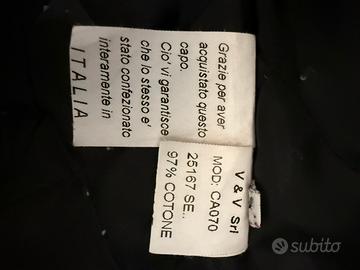 Grazie per aver
acquistato questo
capo.
Cio' vi garantisce
che lo stesso e'
stato confezionato
interamente in
ITALIA
V & V Srl
MOD: CA070
25167 SE..
97% COTONE
subito